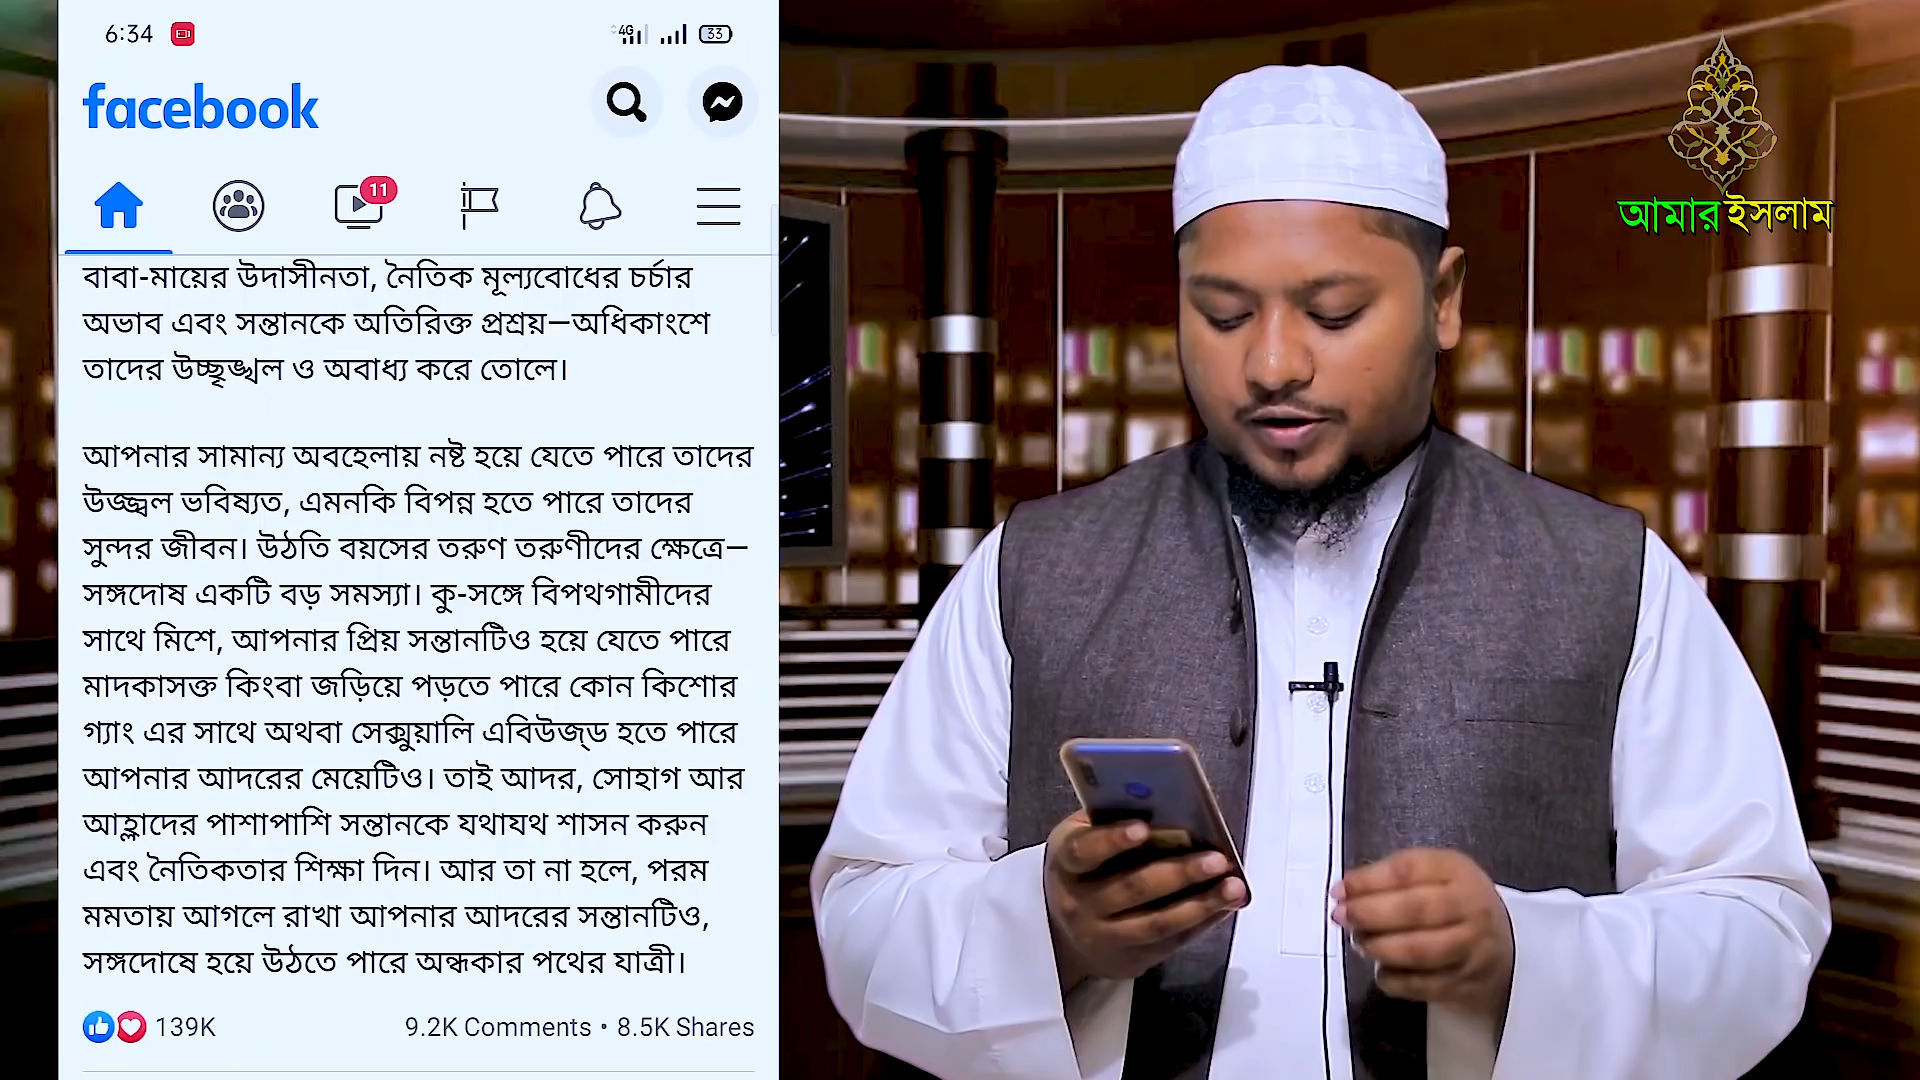 6:34
4G
33
facebook
11
বাবা-মায়ের উদাসীনতা, নৈতিক মূল্যবোধের চর্চার
অভাব এবং সন্তানকে অতিরিক্ত প্রশ্রয়—অধিকাংশে
তাদের উচ্ছৃঙ্খল ও অবাধ্য করে তোলে।
আপনার সামান্য অবহেলায় নষ্ট হয়ে যেতে পারে তাদের
উজ্জ্বল ভবিষ্যত, এমনকি বিপন্ন হতে পারে তাদের
সুন্দর জীবন। উঠতি বয়সের তরুণ তরুণীদের ক্ষেত্রে—
সঙ্গদোষ একটি বড় সমস্যা। কু-সঙ্গে বিপথগামীদের
সাথে মিশে, আপনার প্রিয় সন্তানটিও হয়ে যেতে পারে
মাদকাসক্ত কিংবা জড়িয়ে পড়তে পারে কোন কিশোর
গ্যাং এর সাথে অথবা সেক্সুয়ালি এবিউজ্ড হতে পারে
আপনার আদরের মেয়েটিও। তাই আদর, সোহাগ আর
আহ্লাদের পাশাপাশি সন্তানকে যথাযথ শাসন করুন
এবং নৈতিকতার শিক্ষা দিন। আর তা না হলে, পরম
মমতায় আগলে রাখা আপনার আদরের সন্তানটিও,
সঙ্গদোষে হয়ে উঠতে পারে অন্ধকার পথের যাত্রী।
139K
9.2K Comments • 8.5K Shares
আমার ইসলাম